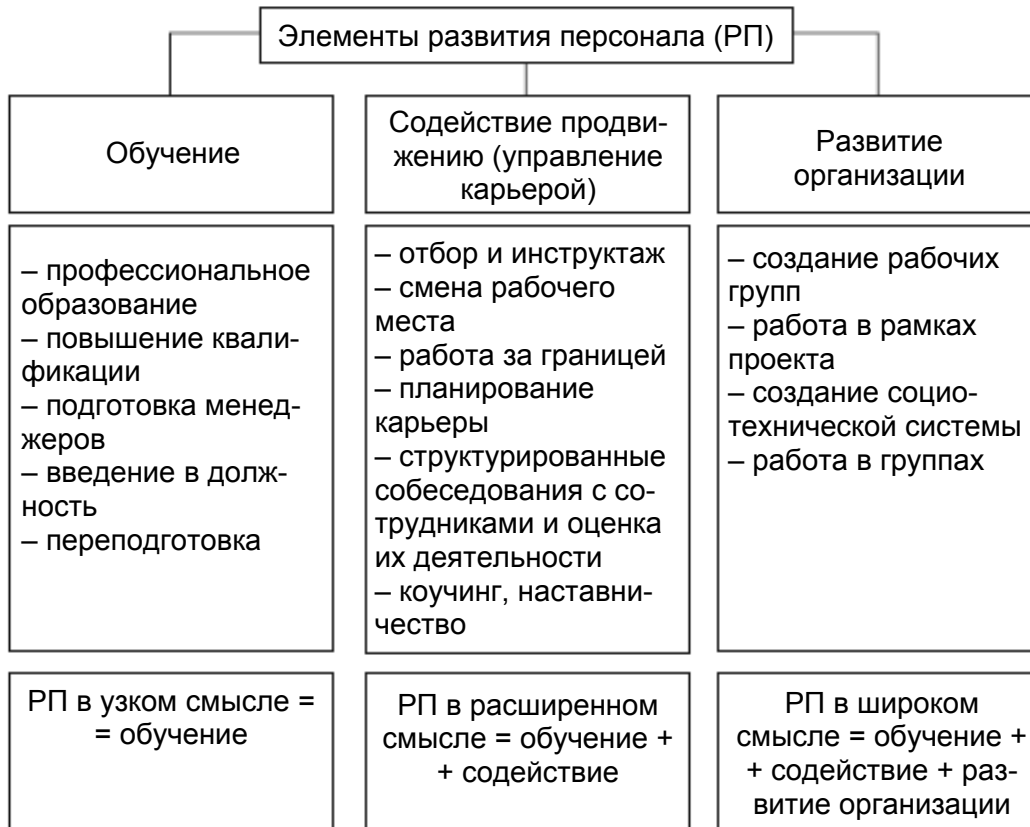 Элементы развития персонала (РП)
Обучение
Содействие продви-
жению (управление
карьерой)
Развитие
организации
– профессиональное
образование
– повышение квали-
фикации
– подготовка менед-
жеров
– введение в долж-
ность
– переподготовка
– отбор и инструктаж
– смена рабочего
места
– работа за границей
– планирование
карьеры
– структурированные
собеседования с со-
трудниками и оценка
их деятельности
– коучинг, наставни-
чество
– создание рабочих
групп
– работа в рамках
проекта
– создание социо-
технической системы
– работа в группах
РП в узком смысле =
= обучение
РП в расширенном
смысле = обучение +
+ содействие
РП в широком
смысле = обучение +
+ содействие + раз-
витие организации